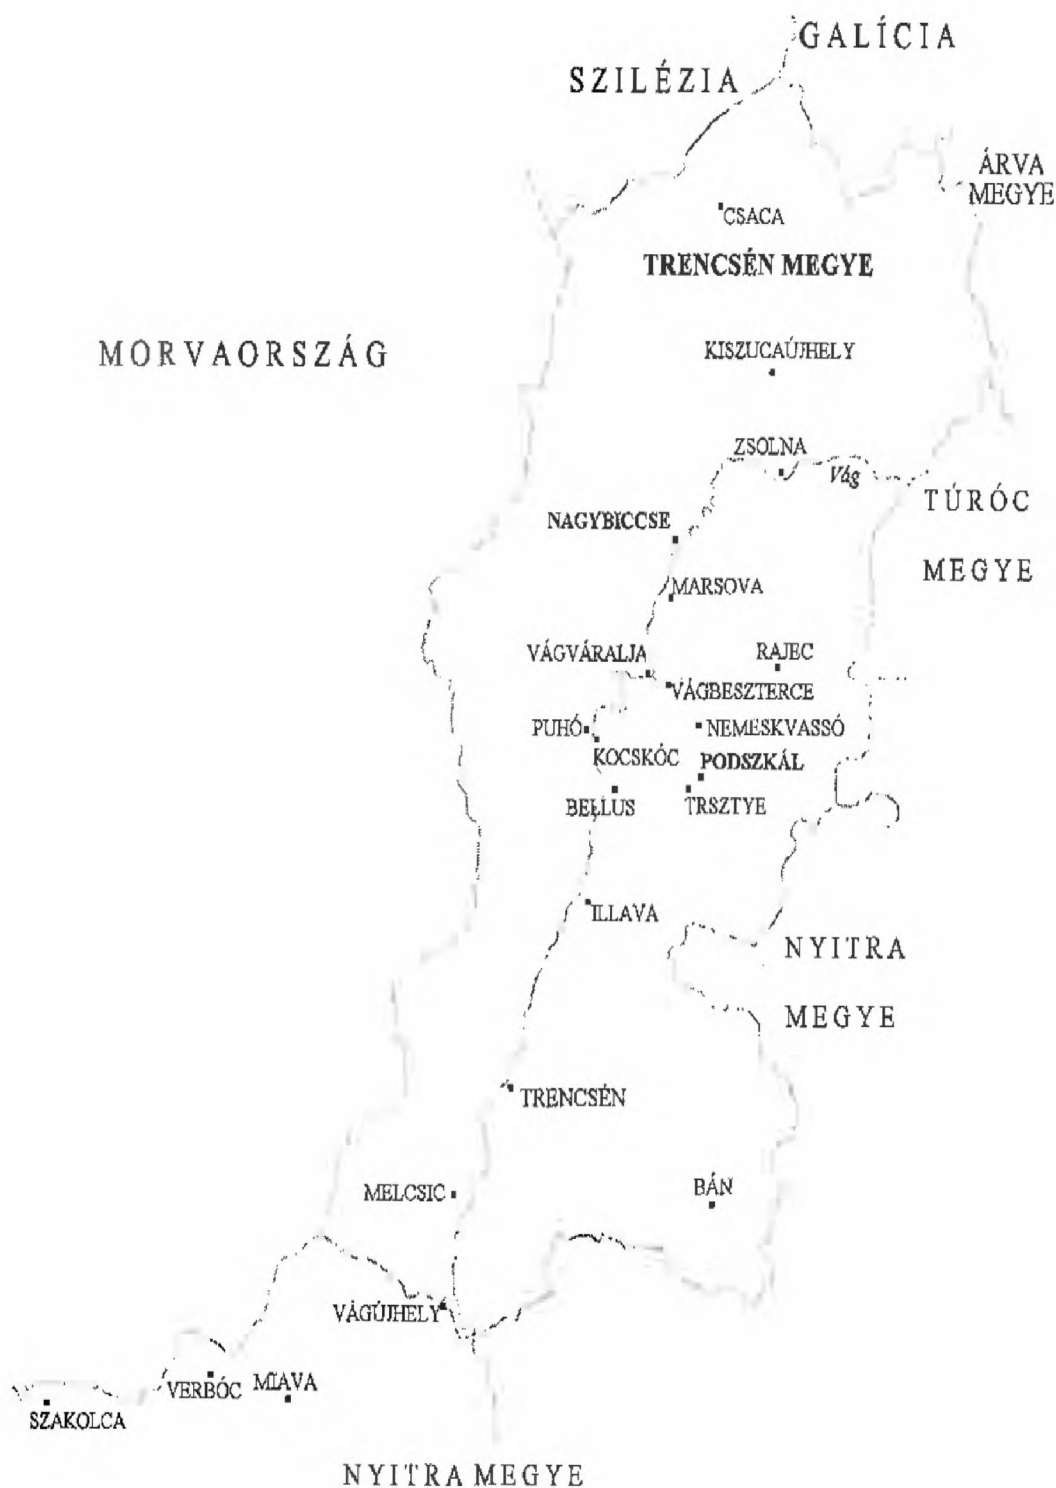 GALÍCIA
SZILÉZIA
ÁRVA
MEGYE
CSACA
TRENCSÉN MEGYE
MORVAORSZÁG
KISZUCAÚJHELY
ZSOLNA
Vág
TÚRÓC
NAGYBICCSE
MEGYE
MARSOVA
VÁGVÁRALJA
RAJEC
VÁGBESZTERCE
PUHÓ
NEMESKVASSÓ
KOCSKÓC
PODSZKÁL
BELLUS
TRSZTYE
ILLAVA
NYITRA
MEGYE
TRENCSÉN
MELCSIC
BÁN
VÁGÚJHELY
VERBÓC
MIAVA
SZAKOLCA
NYITRA MEGYE